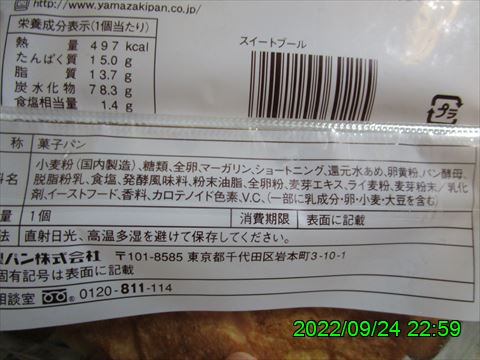 http://www.yamazakipan.co.jp/
栄養成分表示(1個当たり)
熱量 497 kcal
たんぱく質 15.0 g
脂質 13.7 g
炭水化物 78.3 g
食塩相当量 1.4 g
スイートブール
プラ
称 菓子パン
小麦粉(国内製造)、糖類、全卵、マーガリン、ショートニング、還元水あめ、卵黄粉、パン酵母、
料名 脱脂粉乳、食塩、発酵風味料、粉末油脂、全卵粉、麦芽エキス、ライ麦粉、麦芽粉末/乳化
剤、イーストフード、香料、カロテノイド色素、V.C、(一部に乳成分・卵・小麦・大豆を含む)
量 1個 消費期限 表面に記載
法 直射日光、高温多湿を避けて保存してください。
パン株式会社 〒101-8585 東京都千代田区岩本町3-10-1
固有記号は表面に記載
相談室 0120-811-114
2022/09/24 22:59